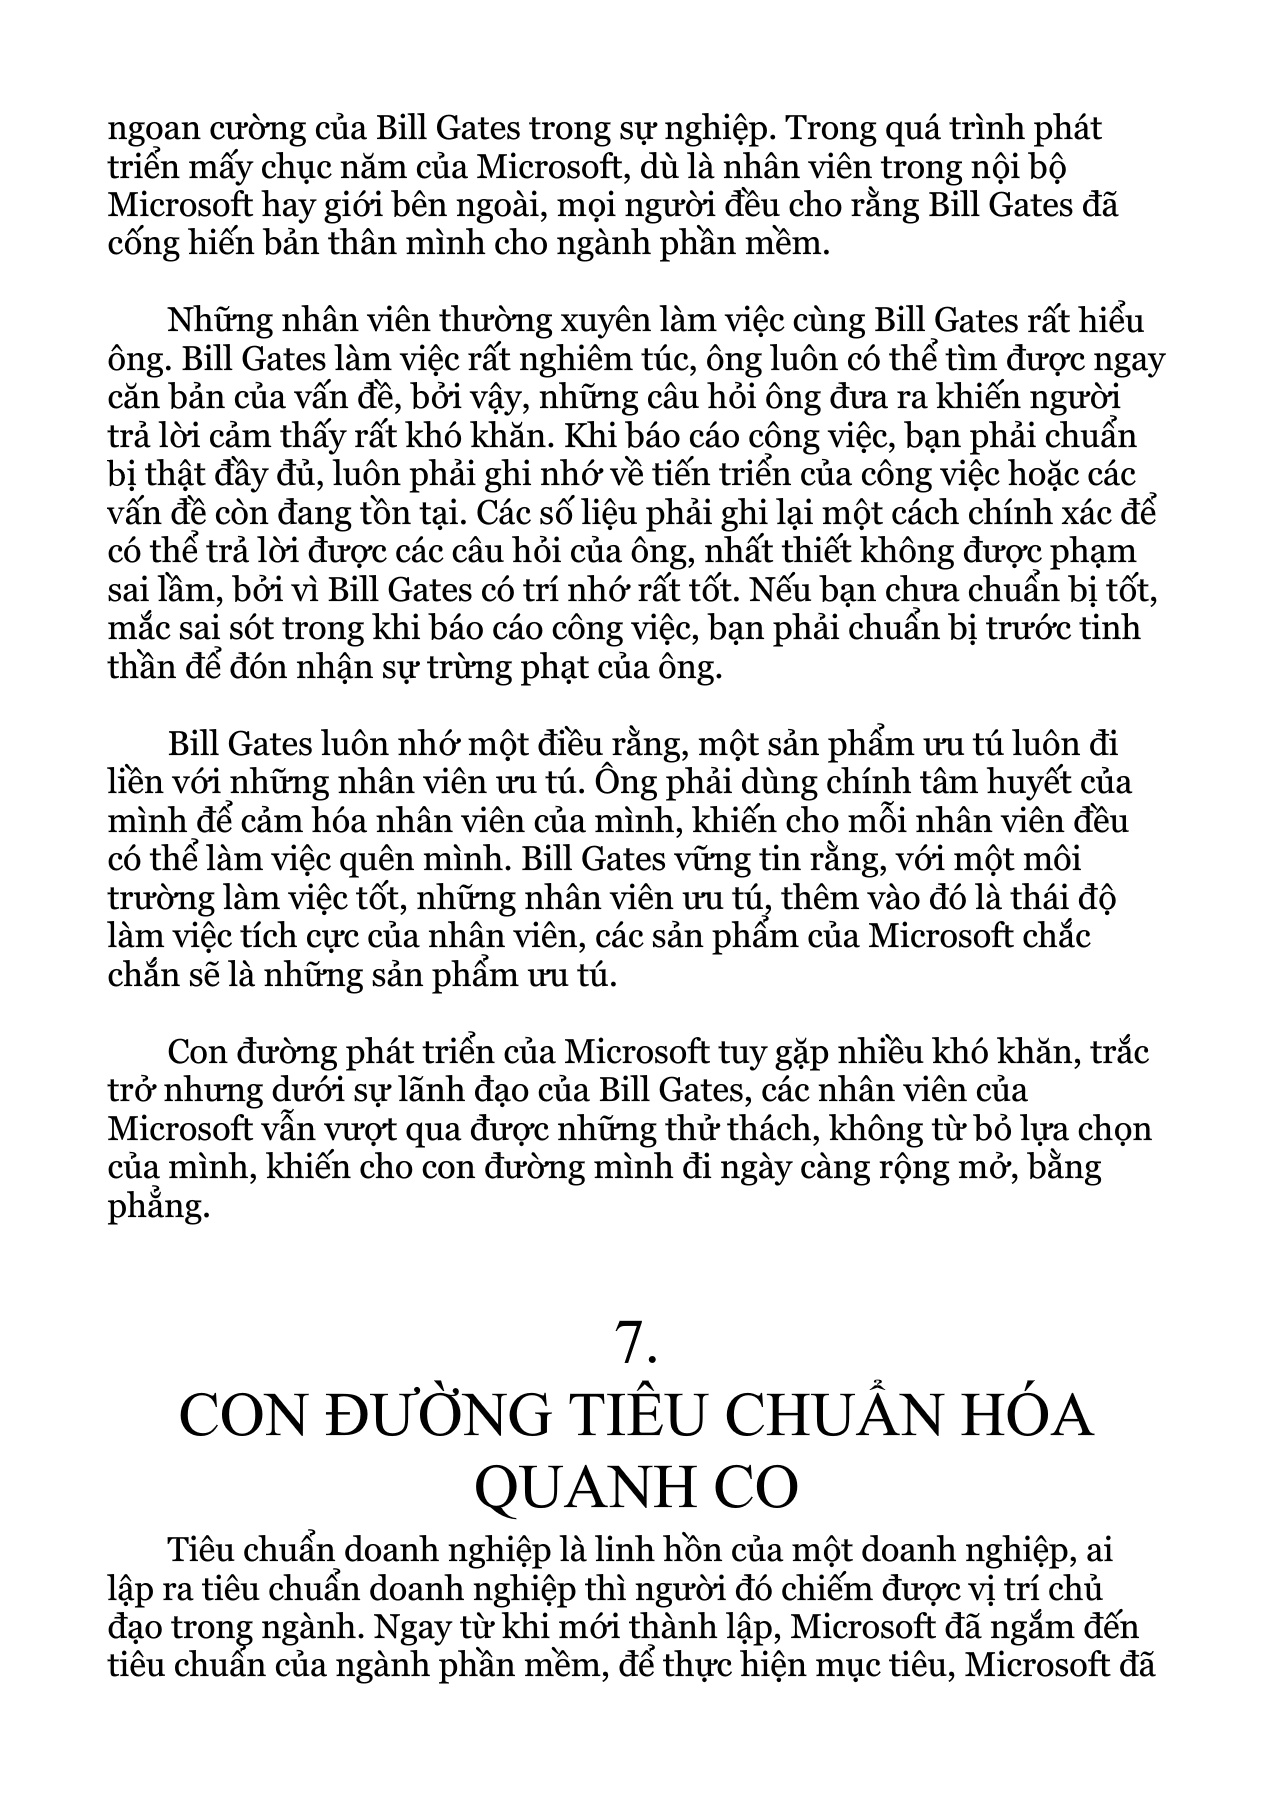 ngoan cường của Bill Gates trong sự nghiệp. Trong quá trình phát
triển mấy chục năm của Microsoft, dù là nhân viên trong nội bộ
Microsoft hay giới bên ngoài, mọi người đều cho rằng Bill Gates đã
cống hiến bản thân mình cho ngành phần mềm.
Những nhân viên thường xuyên làm việc cùng Bill Gates rất hiểu
ông. Bill Gates làm việc rất nghiêm túc, ông luôn có thể tìm được ngay
căn bản của vấn đề, bởi vậy, những câu hỏi ông đưa ra khiến người
trả lời cảm thấy rất khó khăn. Khi báo cáo công việc, bạn phải chuẩn
bị thật đầy đủ, luôn phải ghi nhớ về tiến triển của công việc hoặc các
vấn đề còn đang tồn tại. Các số liệu phải ghi lại một cách chính xác để
có thể trả lời được các câu hỏi của ông, nhất thiết không được phạm
sai lầm, bởi vì Bill Gates có trí nhớ rất tốt. Nếu bạn chưa chuẩn bị tốt,
mắc sai sót trong khi báo cáo công việc, bạn phải chuẩn bị trước tinh
thần để đón nhận sự trừng phạt của ông.
Bill Gates luôn nhớ một điều rằng, một sản phẩm ưu tú luôn đi
liền với những nhân viên ưu tú. Ông phải dùng chính tâm huyết của
mình để cảm hóa nhân viên của mình, khiến cho mỗi nhân viên đều
có thể làm việc quên mình. Bill Gates vững tin rằng, với một môi
trường làm việc tốt, những nhân viên ưu tú, thêm vào đó là thái độ
làm việc tích cực của nhân viên, các sản phẩm của Microsoft chắc
chắn sẽ là những sản phẩm ưu tú.
Con đường phát triển của Microsoft tuy gặp nhiều khó khăn, trắc
trở nhưng dưới sự lãnh đạo của Bill Gates, các nhân viên của
Microsoft vẫn vượt qua được những thử thách, không từ bỏ lựa chọn
của mình, khiến cho con đường mình đi ngày càng rộng mở, bằng
phẳng.
7.
CON ĐƯỜNG TIÊU CHUẨN HÓA
QUANH CO
Tiêu chuẩn doanh nghiệp là linh hồn của một doanh nghiệp, ai
lập ra tiêu chuẩn doanh nghiệp thì người đó chiếm được vị trí chủ
đạo trong ngành. Ngay từ khi mới thành lập, Microsoft đã ngắm đến
tiêu chuẩn của ngành phần mềm, để thực hiện mục tiêu, Microsoft đã